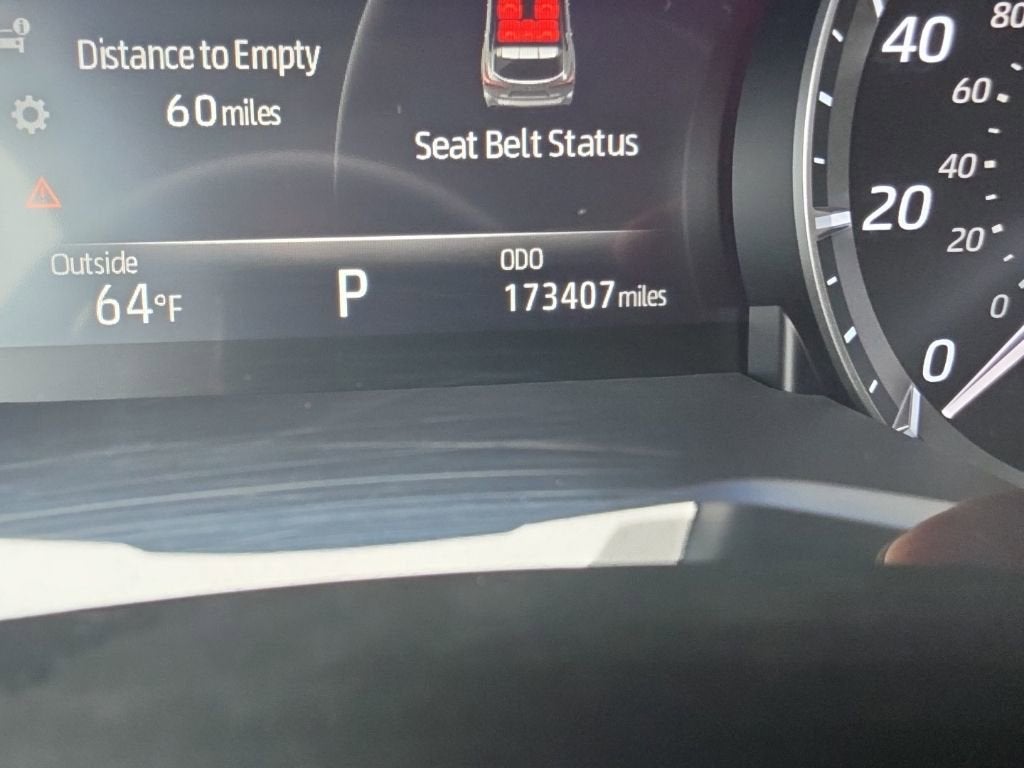 Distance to Empty
60 miles
Seat Belt Status
Outside
64°F
P
ODO
173407 miles
40
20
0
80
60
40
20
0